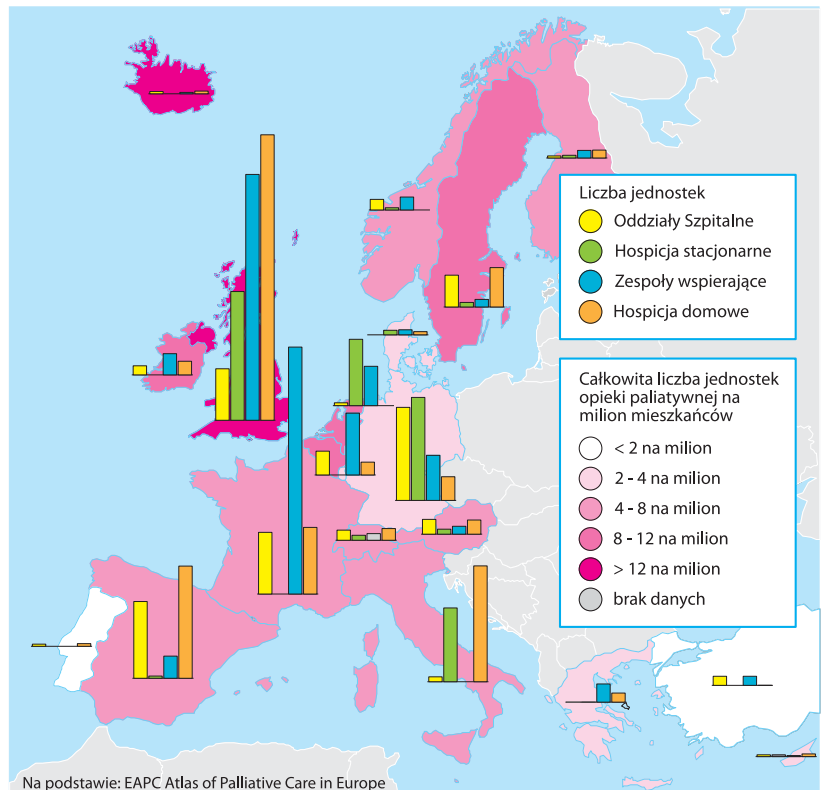 Liczba jednostek
Oddziały Szpitalne
Hospicja stacjonarne
Zespoły wspierające
Hospicja domowe
Całkowita liczba jednostek
opieki paliatywnej na
milion mieszkańców
< 2 na milion
2 - 4 na milion
4 - 8 na milion
8 - 12 na milion
> 12 na milion
brak danych
Na podstawie: EAPC Atlas of Palliative Care in Europe